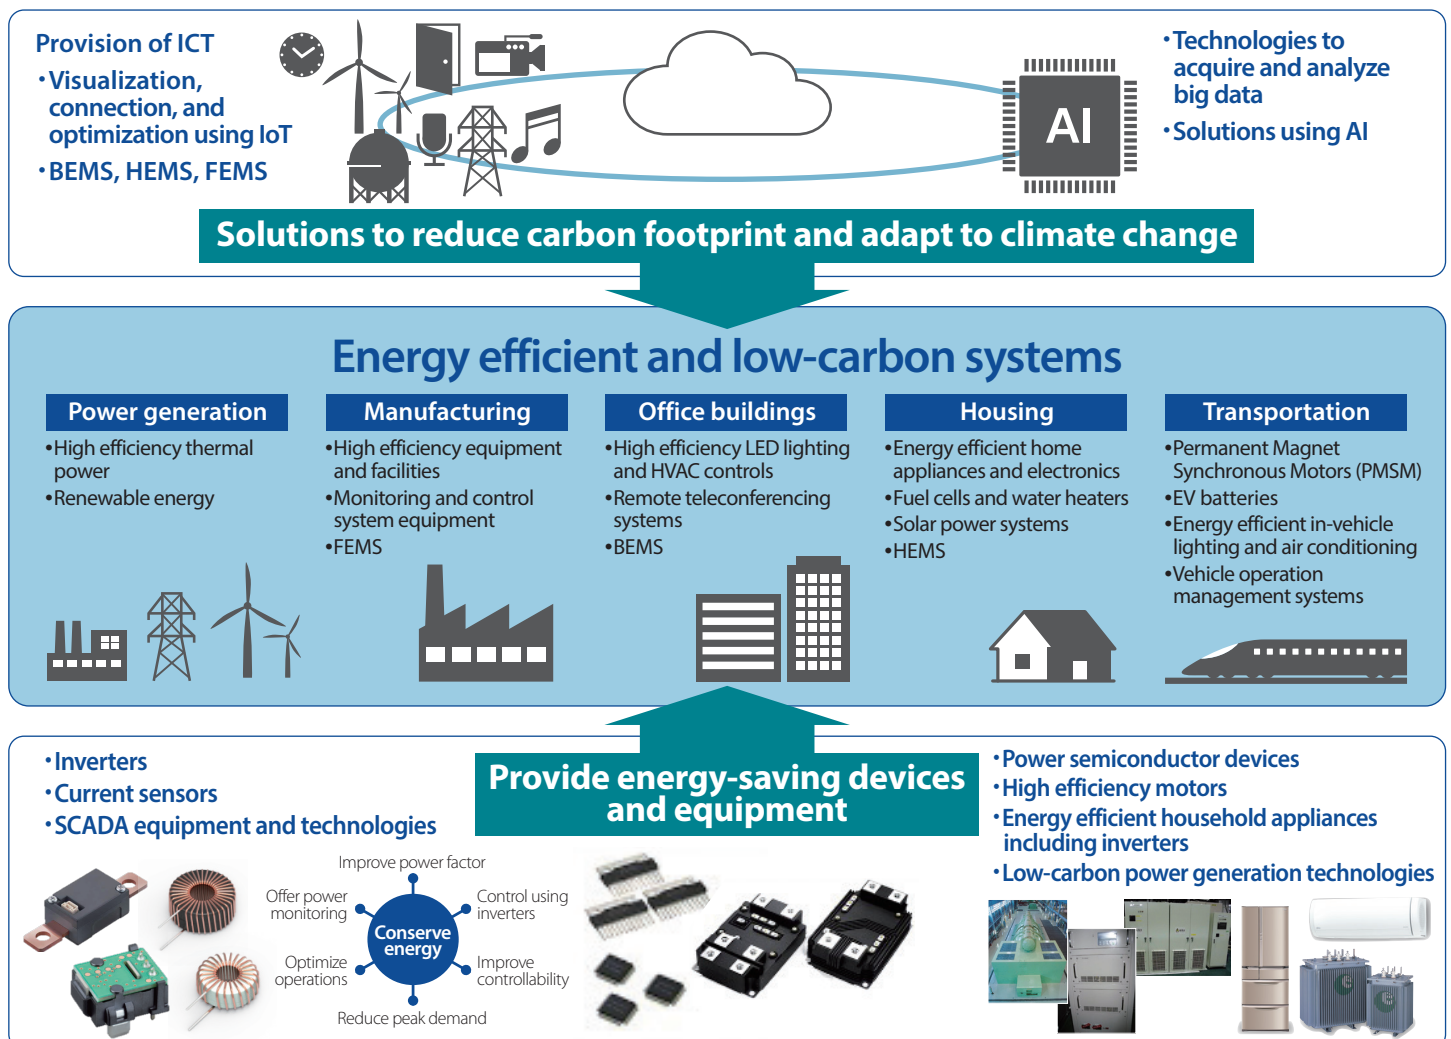 Provision of ICT
•Visualization,
connection, and
optimization using IoT
•BEMS, HEMS, FEMS
AI
•Technologies to
acquire and analyze
big data
•Solutions using AI
Solutions to reduce carbon footprint and adapt to climate change
Energy efficient and low-carbon systems
Power generation
•High efficiency thermal
power
•Renewable energy
Manufacturing
•High efficiency equipment
and facilities
•Monitoring and control
system equipment
•FEMS
Office buildings
•High efficiency LED lighting
and HVAC controls
•Remote teleconferencing
systems
•BEMS
Housing
•Energy efficient home
appliances and electronics
•Fuel cells and water heaters
•Solar power systems
•HEMS
Transportation
•Permanent Magnet
Synchronous Motors (PMSM)
•EV batteries
•Energy efficient in-vehicle
lighting and air conditioning
•Vehicle operation
management systems
•Inverters
•Current sensors
•SCADA equipment and technologies
Provide energy-saving devices
and equipment
•Power semiconductor devices
•High efficiency motors
•Energy efficient household appliances
including inverters
•Low-carbon power generation technologies
Improve power factor
Offer power
monitoring
Control using
inverters
Conserve
energy
Optimize
operations
Improve
controllability
Reduce peak demand